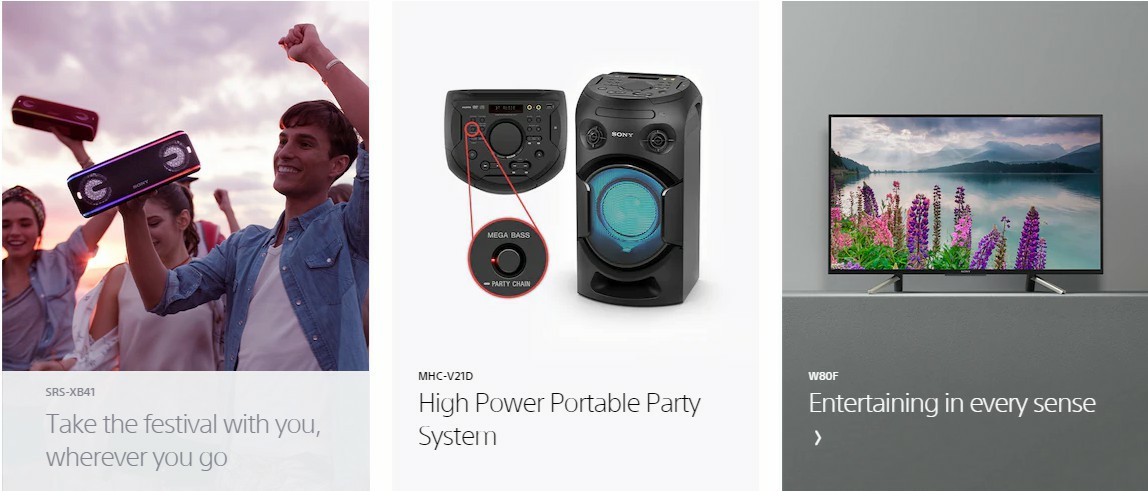 SONY
SRS-XB41
Take the festival with you,
wherever you go
SONY
MEGA BASS
PARTY CHAIN
MHC-V21D
High Power Portable Party
System
W80F
Entertaining in every sense